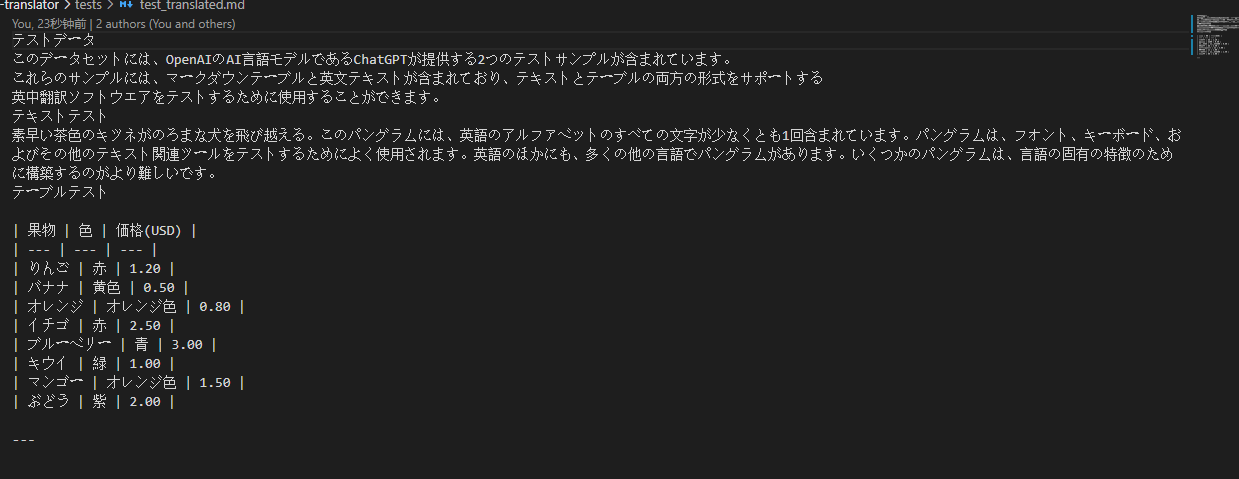 -translator > tests > test_translated.md
You, 23秒钟前 | 2 authors (You and others)
テストデータ
このデータセットには、OpenAIのAI言語モデルであるChatGPTが提供する2つのテストサンプルが含まれています。
これらのサンプルには、マークダウンテーブルと英文テキストが含まれており、テキストとテーブルの両方の形式をサポートする
英中翻訳ソフトウエアをテストするために使用することができます。
テキストテスト
素早い茶色のキツネがのろまな犬を飛び越える。このパングラムには、英語のアルファベットのすべての文字が少なくとも1回含まれています。パングラムは、フォント、キーボード、お
よびその他のテキスト関連ツールをテストするためによく使用されます。英語のほかにも、多くの他の言語でパングラムがあります。いくつかのパングラムは、言語の固有の特徴のため
に構築するのがより難しいです。
テーブルテスト
| 果物 | 色 | 価格(USD) |
| --- | --- | --- |
| りんご | 赤 | 1.20 |
| バナナ | 黄色 | 0.50 |
| オレンジ | オレンジ色 | 0.80 |
| イチゴ | 赤 | 2.50 |
| ブルーベリー | 青 | 3.00 |
| キウイ | 緑 | 1.00 |
| マンゴー | オレンジ色 | 1.50 |
| ぶどう | 紫 | 2.00 |
---